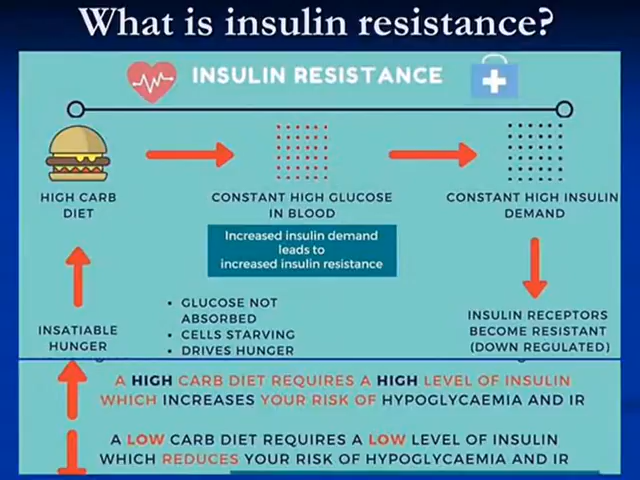 What is insulin resistance?
INSULIN RESISTANCE
HIGH CARB
DIET
CONSTANT HIGH GLUCOSE
IN BLOOD
CONSTANT HIGH INSULIN
DEMAND
Increased insulin demand
leads to
increased insulin resistance
INSATIABLE
HUNGER
• GLUCOSE NOT
ABSORBED
• CELLS STARVING
• DRIVES HUNGER
INSULIN RECEPTORS
BECOME RESISTANT
(DOWN REGULATED)
A HIGH CARB DIET REQUIRES A HIGH LEVEL OF INSULIN
WHICH INCREASES YOUR RISK OF HYPOGLYCAEMIA AND IR
A LOW CARB DIET REQUIRES A LOW LEVEL OF INSULIN
WHICH REDUCES YOUR RISK OF HYPOGLYCAEMIA AND IR